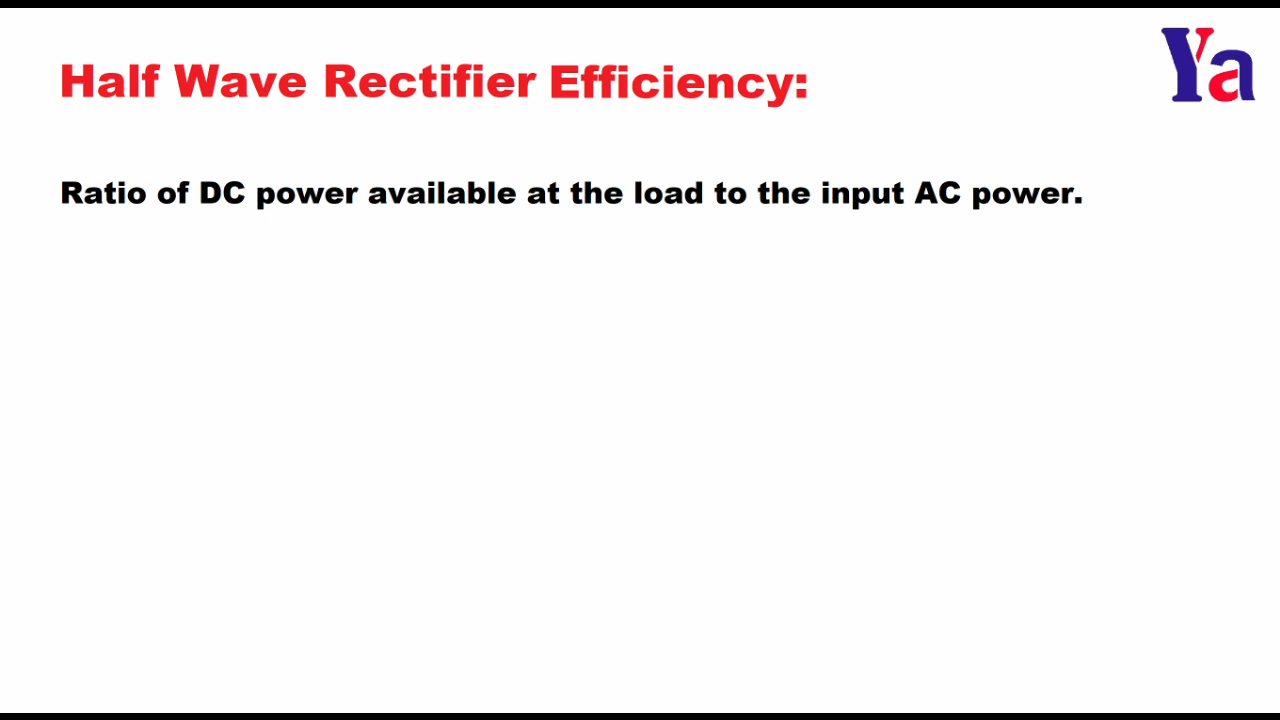 Half Wave Rectifier Efficiency:
Ya
Ratio of DC power available at the load to the input AC power.